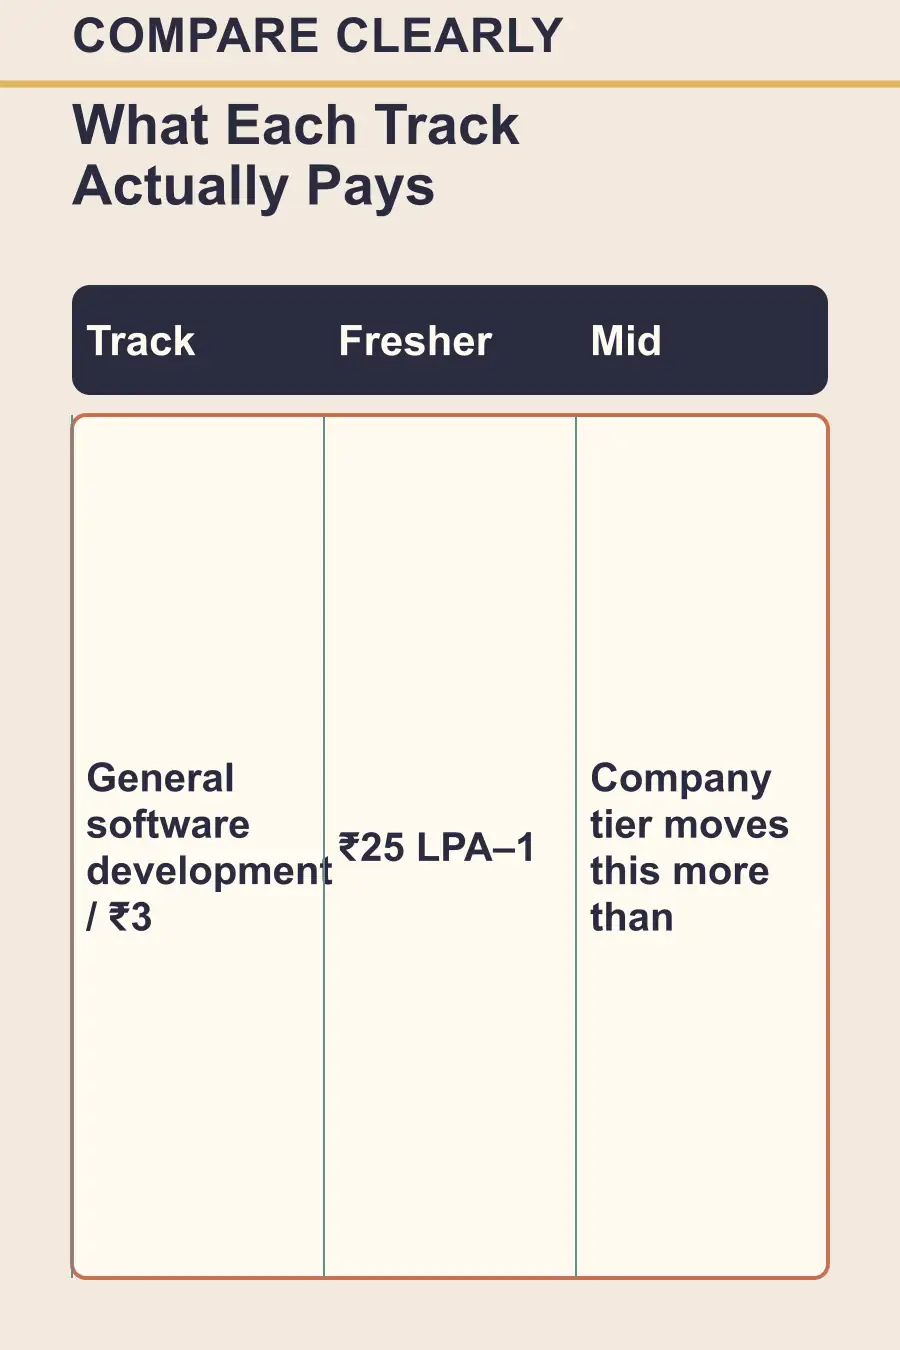 COMPARE CLEARLY
What Each Track
Actually Pays
Track Fresher Mid
General
software
development
/ ₹3
₹25 LPA–1
Company
tier moves
this more
than